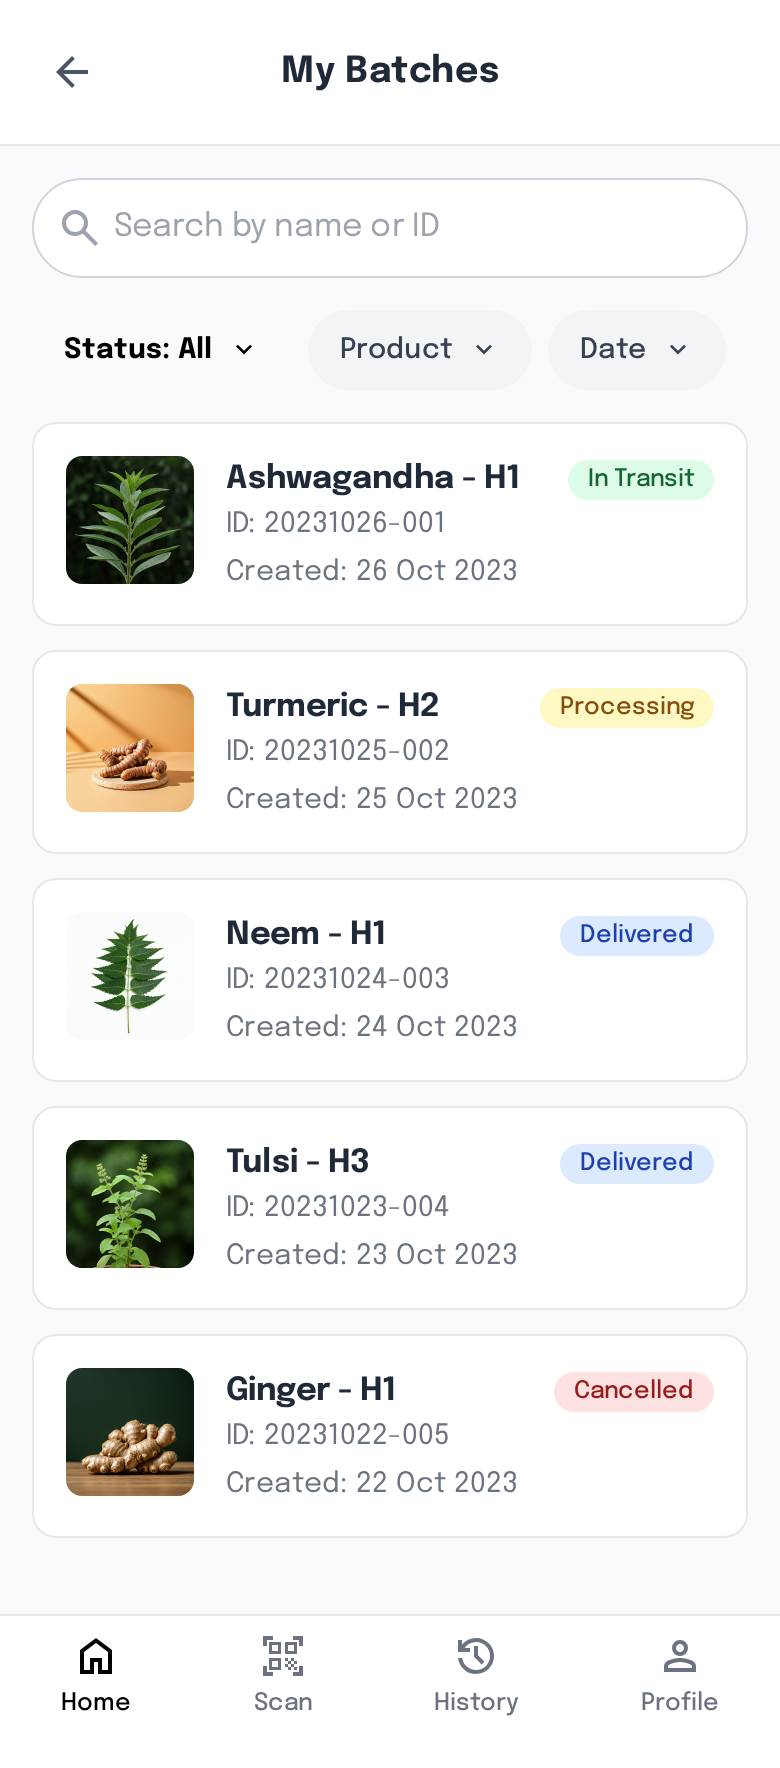 My Batches
Search by name or ID
Status: All
Product
Date
Ashwagandha - H1
In Transit
ID: 20231026-001
Created: 26 Oct 2023
Turmeric - H2
Processing
ID: 20231025-002
Created: 25 Oct 2023
Neem - H1
Delivered
ID: 20231024-003
Created: 24 Oct 2023
Tulsi - H3
Delivered
ID: 20231023-004
Created: 23 Oct 2023
Ginger - H1
Cancelled
ID: 20231022-005
Created: 22 Oct 2023
Home
Scan
History
Profile